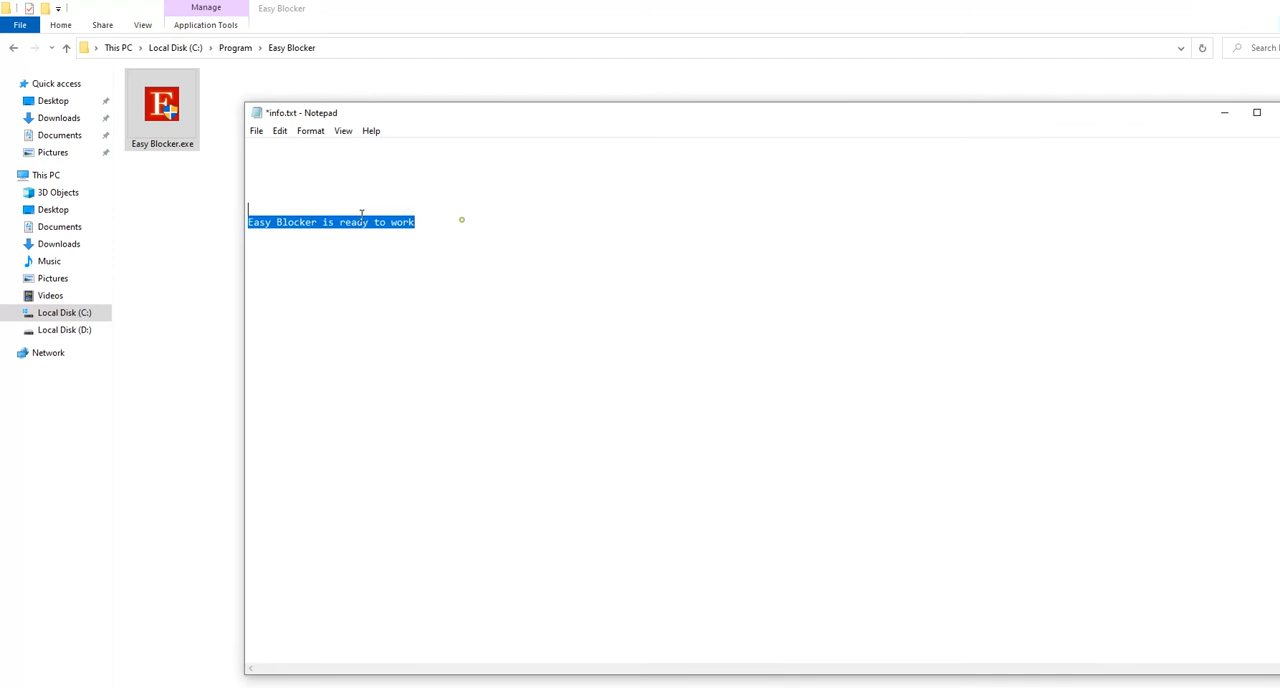 Manage
Easy Blocker
File
Home
Share
View
Application Tools
This PC
Local Disk (C:)
Program
Easy Blocker
Search
Quick access
Desktop
Downloads
Documents
Pictures
This PC
3D Objects
Desktop
Documents
Downloads
Music
Pictures
Videos
Local Disk (C:)
Local Disk (D:)
Network
E
Easy Blocker.exe
*info.txt - Notepad
File
Edit
Format
View
Help
Easy Blocker is ready to work